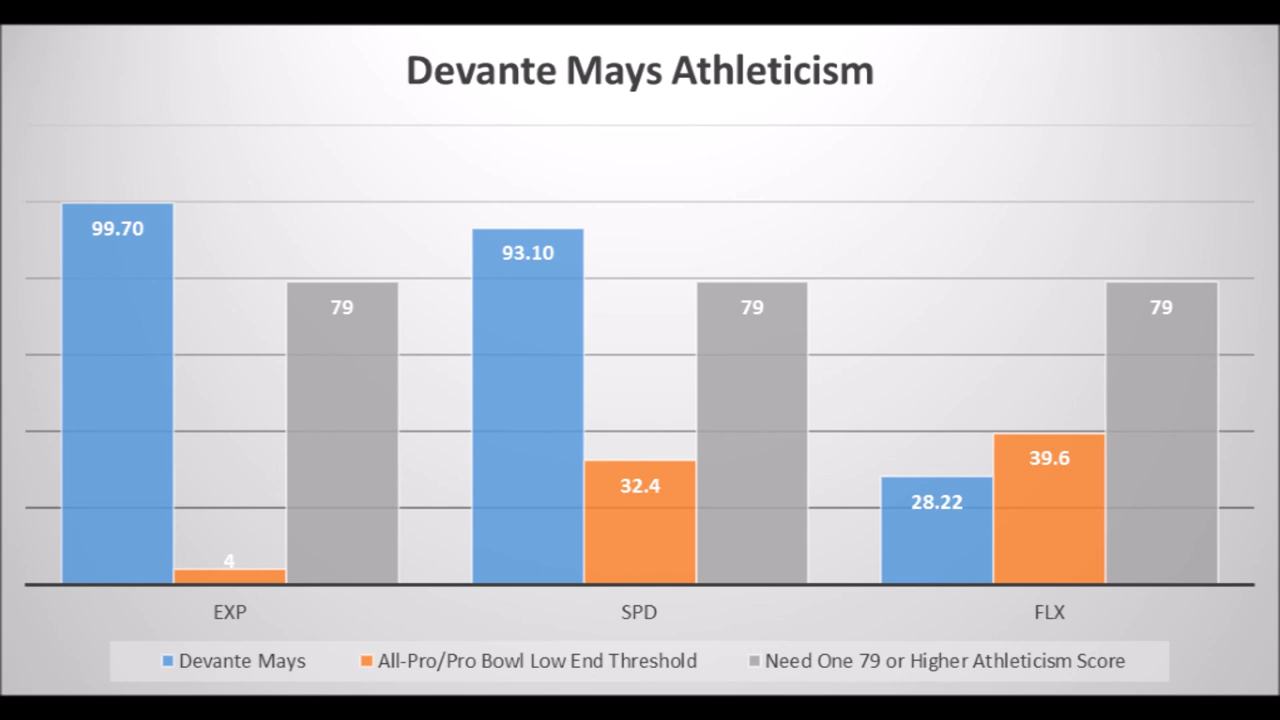 Devante Mays Athleticism
99.70
4
79
93.10
32.4
79
28.22
39.6
79
EXP
SPD
FLX
Devante Mays
All-Pro/Pro Bowl Low End Threshold
Need One 79 or Higher Athleticism Score